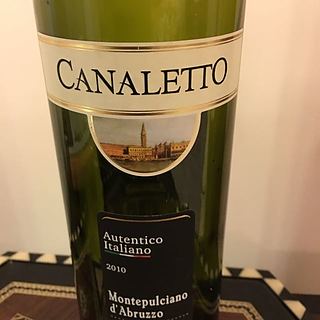 CANALETTO
Autentico
Italiano
2010
Montepulciano
d'Abruzzo